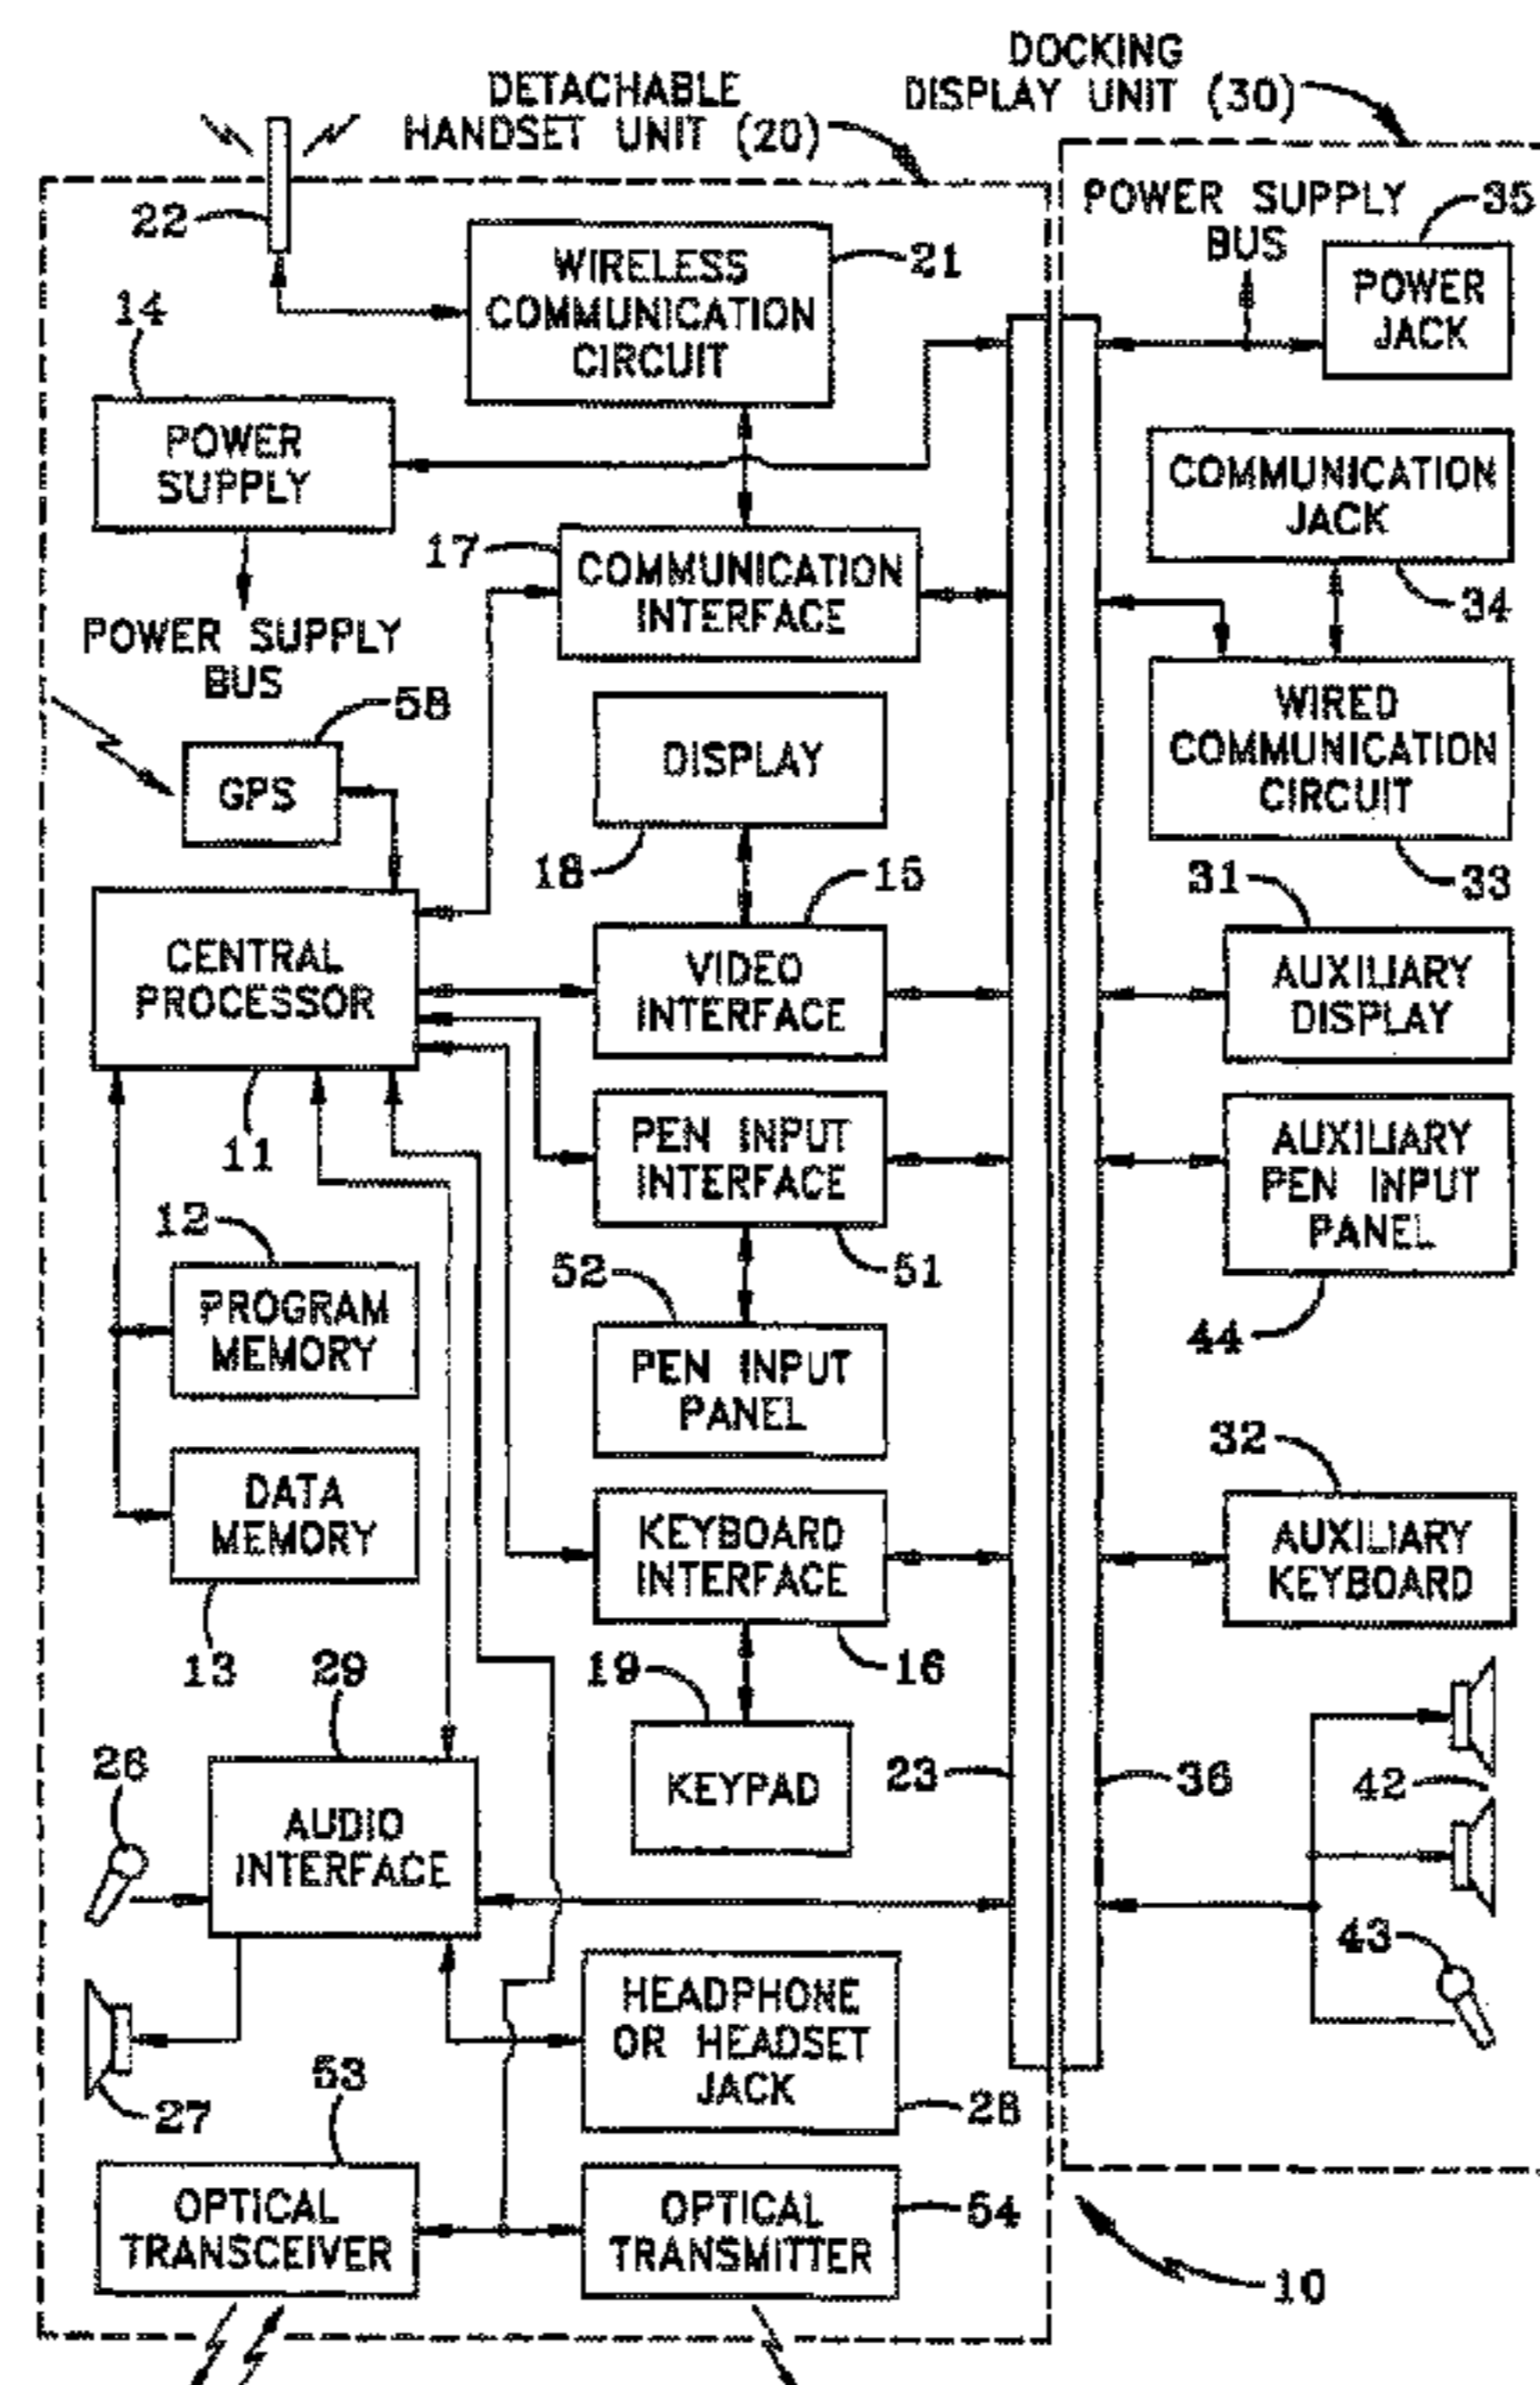 DOCKING
DISPLAY UNIT (30)
DETACHABLE
HANDSET UNIT (20)
22
WIRELESS
COMMUNICATION
CIRCUIT
21
POWER SUPPLY
BUS
35
POWER
JACK
14
POWER
SUPPLY
COMMUNICATION
JACK
34
17
COMMUNICATION
INTERFACE
POWER SUPPLY
BUS
58
GPS
DISPLAY
18
WIRED
COMMUNICATION
CIRCUIT
33
15
31
CENTRAL
PROCESSOR
11
VIDEO
INTERFACE
AUXILIARY
DISPLAY
PEN INPUT
INTERFACE
51
AUXILIARY
PEN INPUT
PANEL
44
12
PROGRAM
MEMORY
52
PEN INPUT
PANEL
32
DATA
MEMORY
13
KEYBOARD
INTERFACE
16
AUXILIARY
KEYBOARD
29
19
KEYPAD
23
36
42
26
AUDIO
INTERFACE
43
27
HEADPHONE
OR HEADSET
JACK
28
53
OPTICAL
TRANSCEIVER
OPTICAL
TRANSMITTER
54
10